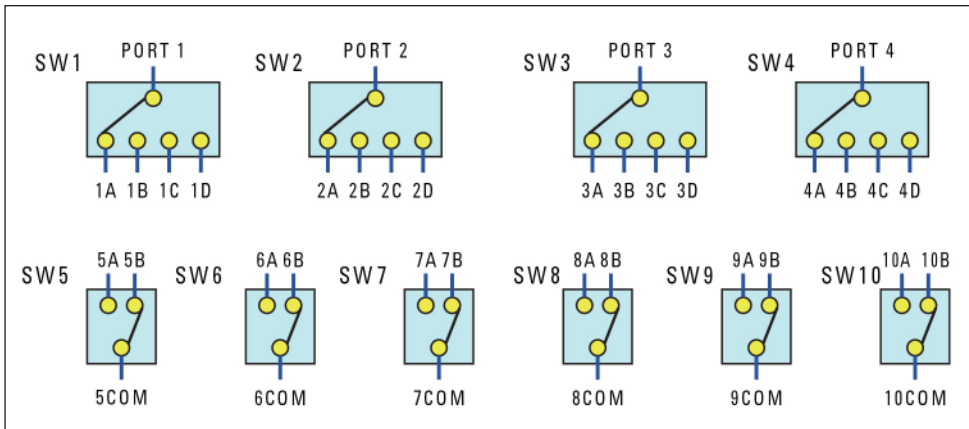 SW1 PORT 1 SW2 PORT 2 SW3 PORT 3 SW4 PORT 4
1A 1B 1C 1D 2A 2B 2C 2D 3A 3B 3C 3D 4A 4B 4C 4D
SW5 5A 5B SW6 6A 6B SW7 7A 7B SW8 8A 8B SW9 9A 9B SW10 10A 10B
5COM 6COM 7COM 8COM 9COM 10COM